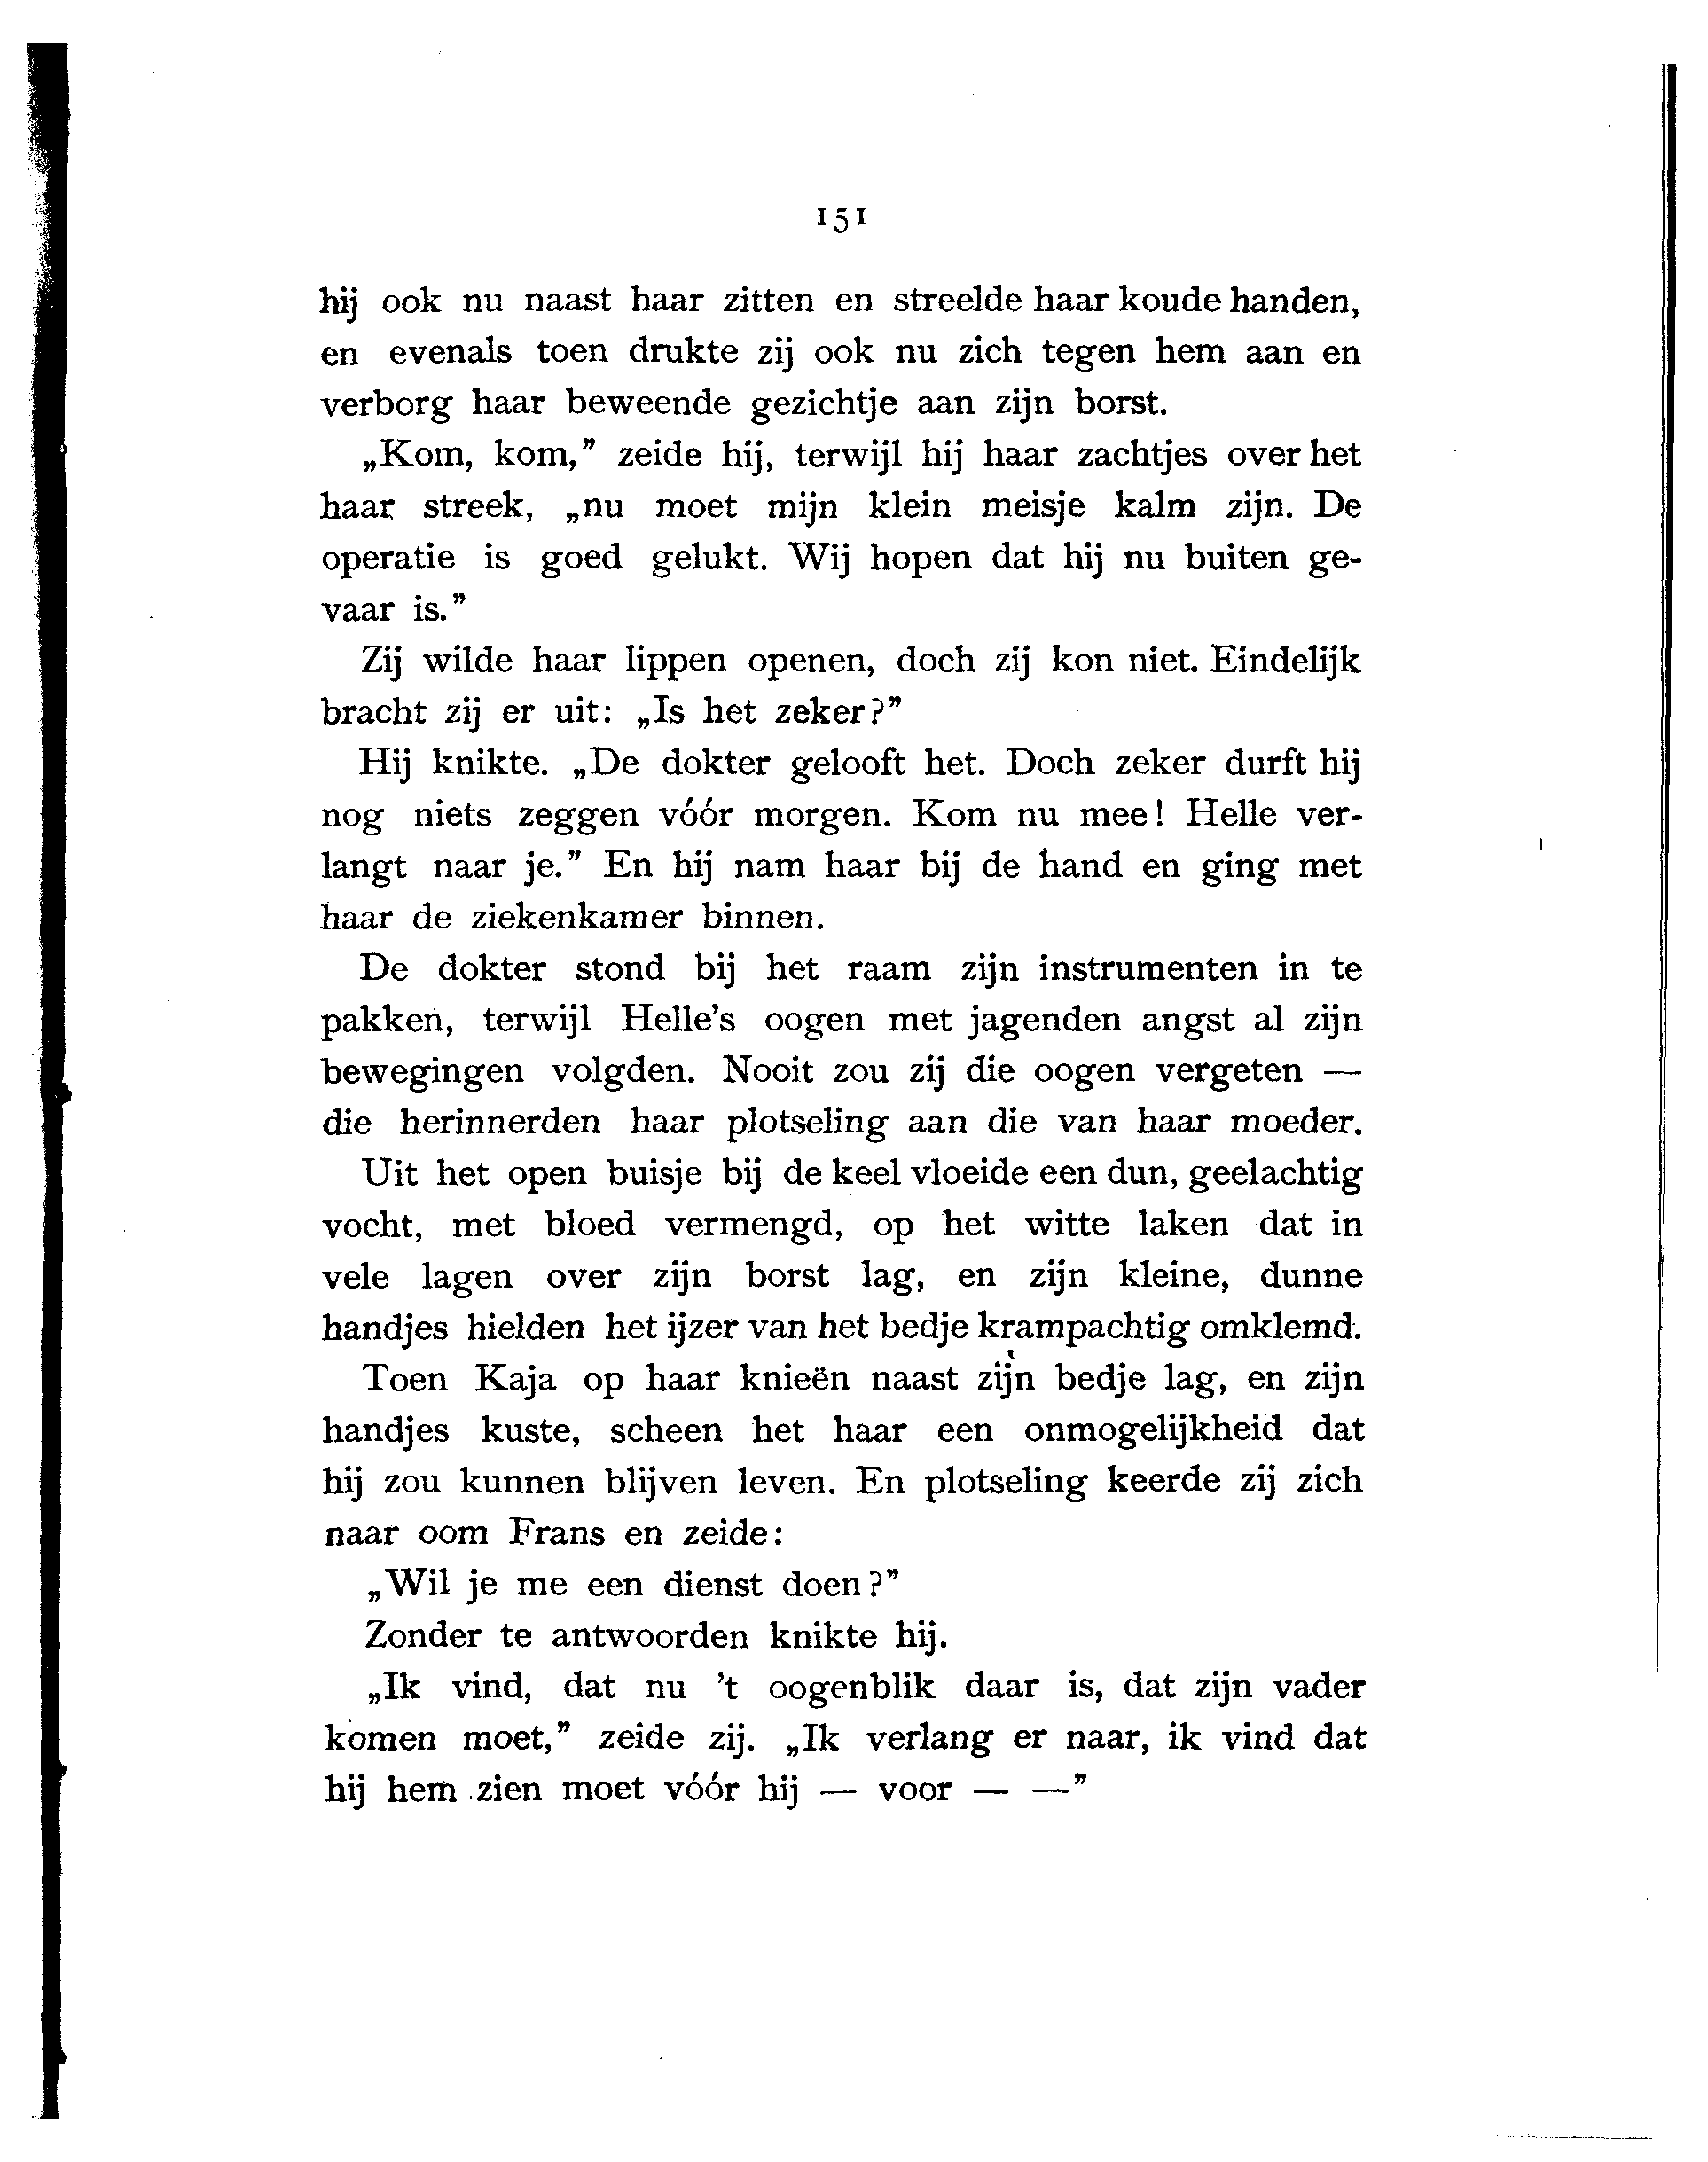 151
hij ook nu naast haar zitten en streelde haar koude handen,
en evenals toen drukte zij ook nu zich tegen hem aan en
verborg haar beweende gezichtje aan zijn borst.
„Kom, kom,” zeide hij, terwijl hij haar zachtjes over het
haar streek, „nu moet mijn klein meisje kalm zijn. De
operatie is goed gelukt. Wij hopen dat hij nu buiten ge-
vaar is.”
Zij wilde haar lippen openen, doch zij kon niet. Eindelijk
bracht zij er uit: „Is het zeker?”
Hij knikte. „De dokter gelooft het. Doch zeker durft hij
nog niets zeggen vóór morgen. Kom nu mee! Helle ver-
langt naar je.” En hij nam haar bij de hand en ging met
haar de ziekenkamer binnen.
De dokter stond bij het raam zijn instrumenten in te
pakken, terwijl Helle’s oogen met jagenden angst al zijn
bewegingen volgden. Nooit zou zij die oogen vergeten —
die herinnerden haar plotseling aan die van haar moeder.
Uit het open buisje bij de keel vloeide een dun, geelachtig
vocht, met bloed vermengd, op het witte laken dat in
vele lagen over zijn borst lag, en zijn kleine, dunne
handjes hielden het ijzer van het bedje krampachtig omklemd.
Toen Kaja op haar knieën naast zijn bedje lag, en zijn
handjes kuste, scheen het haar een onmogelijkheid dat
hij zou kunnen blijven leven. En plotseling keerde zij zich
naar oom Frans en zeide:
„Wil je me een dienst doen?”
Zonder te antwoorden knikte hij.
„Ik vind, dat nu ’t oogenblik daar is, dat zijn vader
komen moet,” zeide zij. „Ik verlang er naar, ik vind dat
hij hem zien moet vóór hij — voor — —”